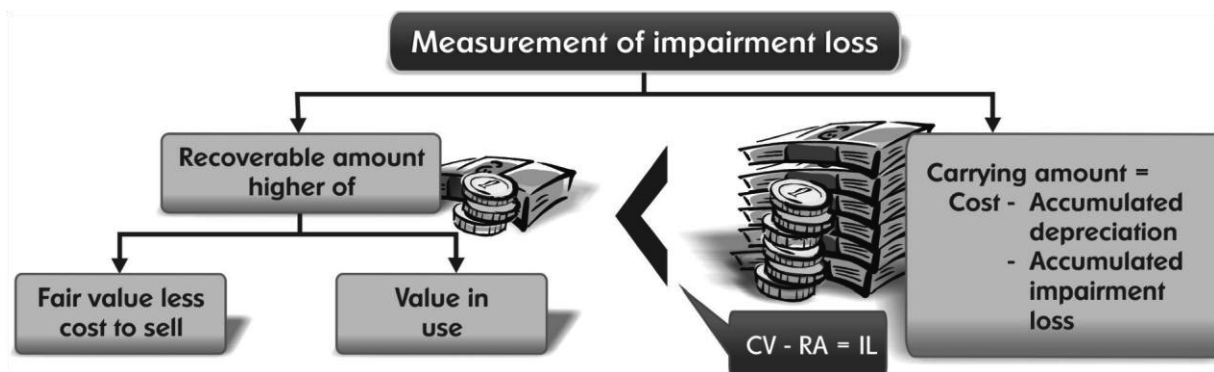 Measurement of impairment loss
Recoverable amount
higher of
Fair value less
cost to sell
Value in
use
CV - RA = IL
Carrying amount =
Cost - Accumulated
depreciation
- Accumulated
impairment
loss